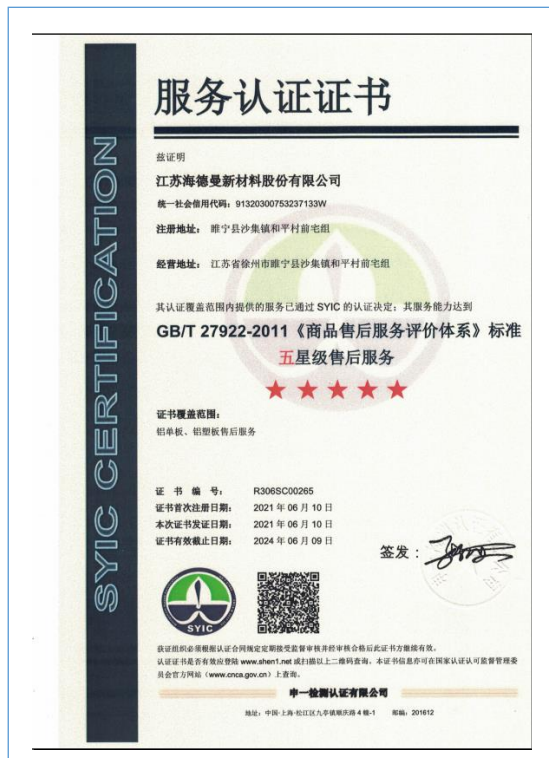 SYIC CERTIFICATION
服务认证证书
兹证明
江苏海德曼新材料股份有限公司
统一社会信用代码：91320300753237133W
注册地址： 睢宁县沙集镇和平村前宅组
经营地址： 江苏省徐州市睢宁县沙集镇和平村前宅组
其认证覆盖范围内提供的服务已通过 SYIC 的认证决定；其服务能力达到
GB/T 27922-2011《商品售后服务评价体系》标准
五星级售后服务
证书覆盖范围：
铝单板、铝塑板售后服务
证 书 编 号： R306SC00265
证书首次注册日期： 2021 年 06 月 10 日
本次证书发证日期： 2021 年 06 月 10 日
证书有效截止日期： 2024 年 06 月 09 日
签发：
SYIC
获证组织必须根据认证合同规定定期接受监督审核并经审核合格后此证书方继续有效。
认证证书是否有效应登陆 www.shen1.net 或扫描以上二维码查询。本证书信息亦可在国家认证认可监督管理委
员会官方网站（www.cnca.gov.cn）上查询。
申一检测认证有限公司
地址：中国·上海·松江区九亭镇顺庆路 4 幢-1 邮编：201612